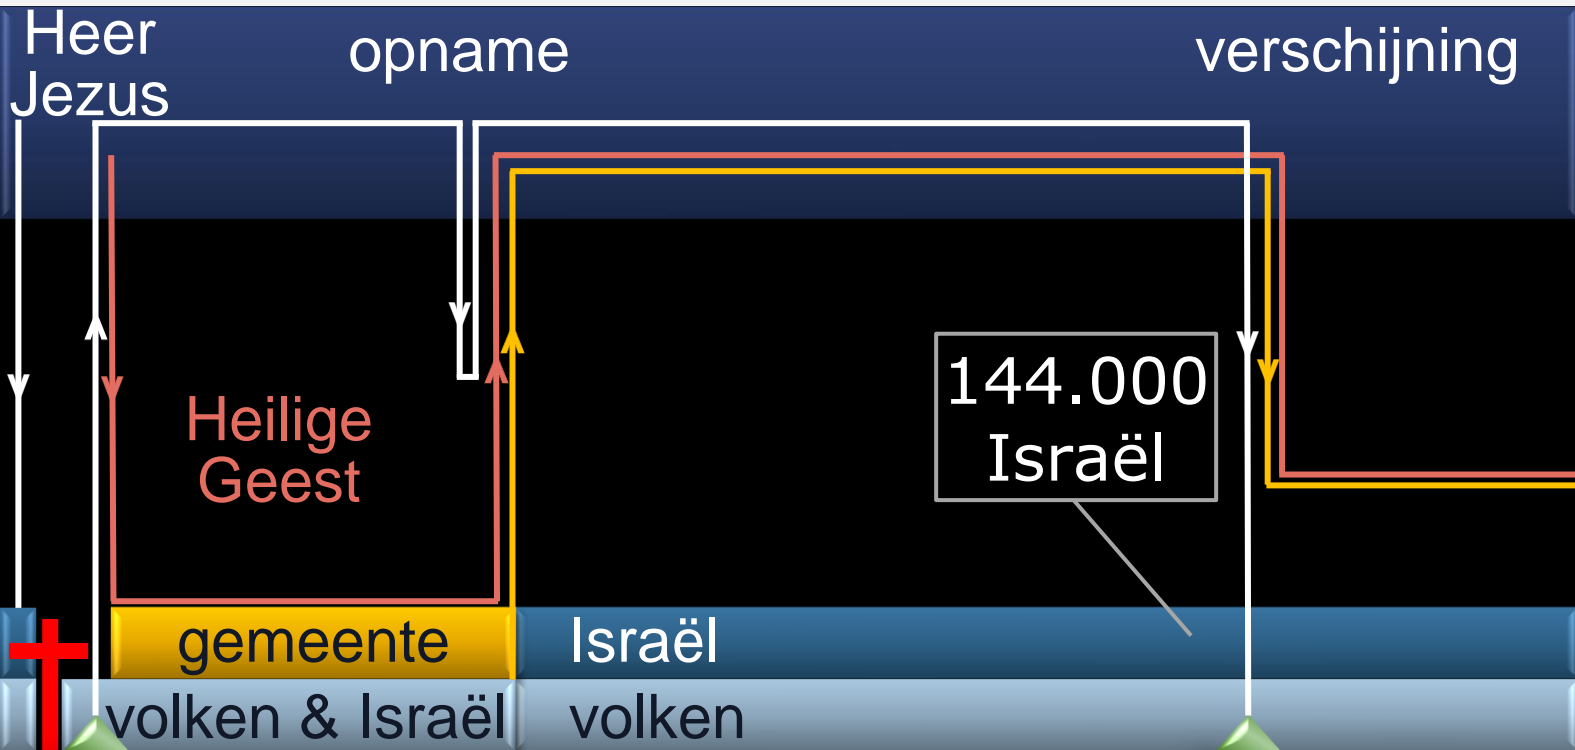 Heer
Jezus
opname
verschijning
144.000
Israël
Heilige
Geest
gemeente
Israël
volken & Israël
volken